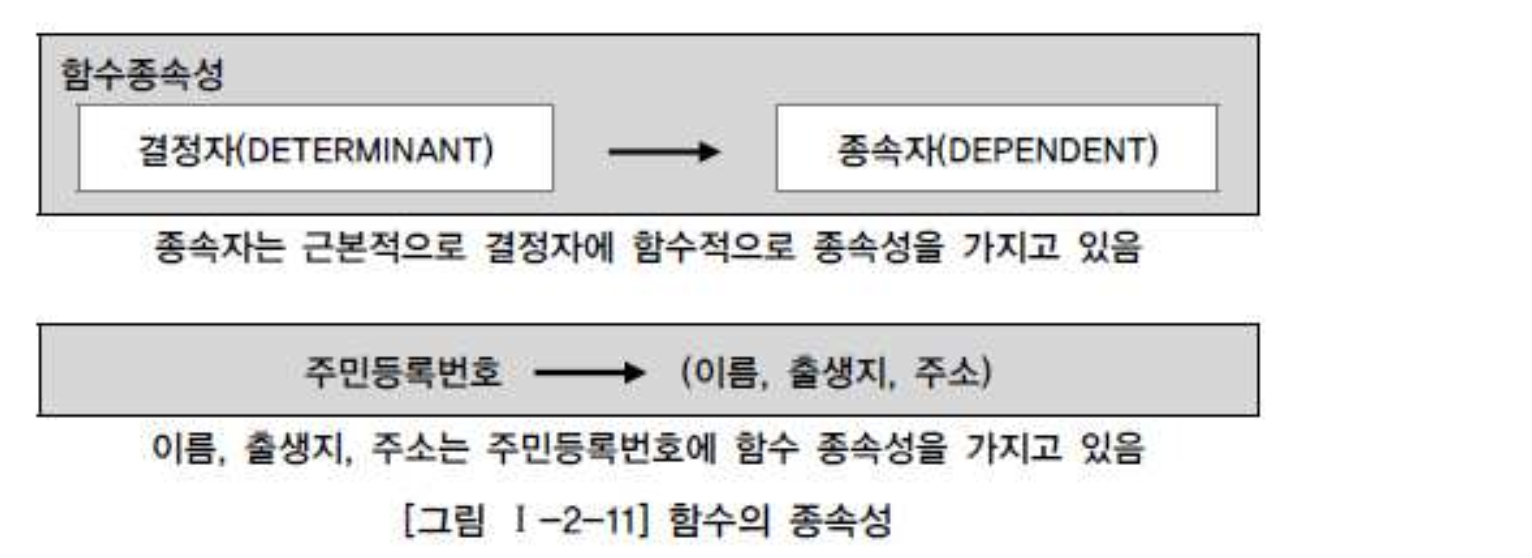 함수종속성
결정자(DETERMINANT) → 종속자(DEPENDENT)
종속자는 근본적으로 결정자에 함수적으로 종속성을 가지고 있음
주민등록번호 → (이름, 출생지, 주소)
이름, 출생지, 주소는 주민등록번호에 함수 종속성을 가지고 있음
[그림 Ⅰ-2-11] 함수의 종속성